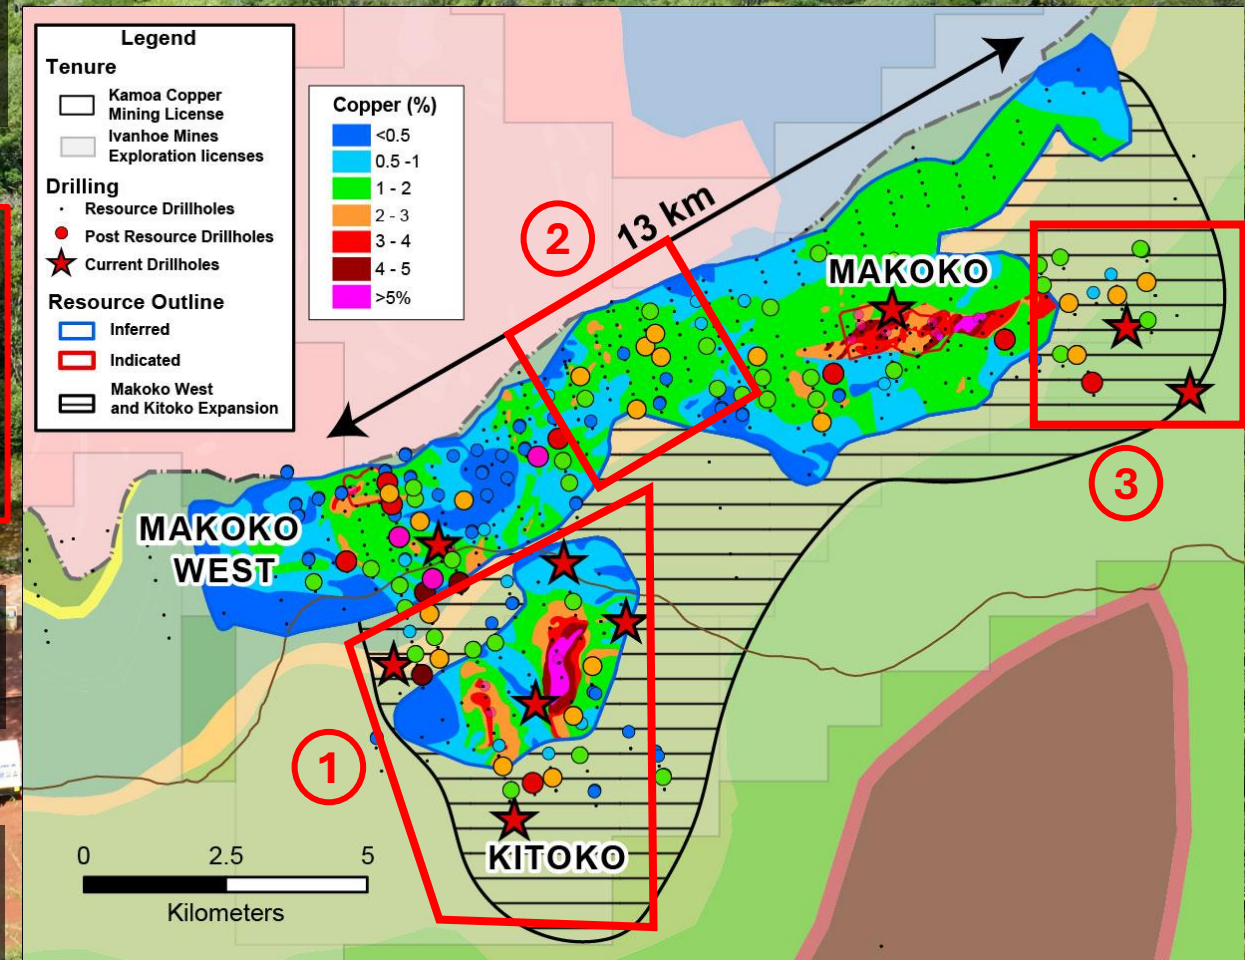 Legend
Tenure
Kamoa Copper
Mining License
Ivanhoe Mines
Exploration licenses
Drilling
Resource Drillholes
Post Resource Drillholes
Current Drillholes
Resource Outline
Inferred
Indicated
Makoko West
and Kitoko Expansion
Copper (%)
<0.5
0.5 -1
1 - 2
2 - 3
3 - 4
4 - 5
>5%
13 km
2
MAKOKO
3
MAKOKO
WEST
1
KITOKO
0 2.5 5
Kilometers